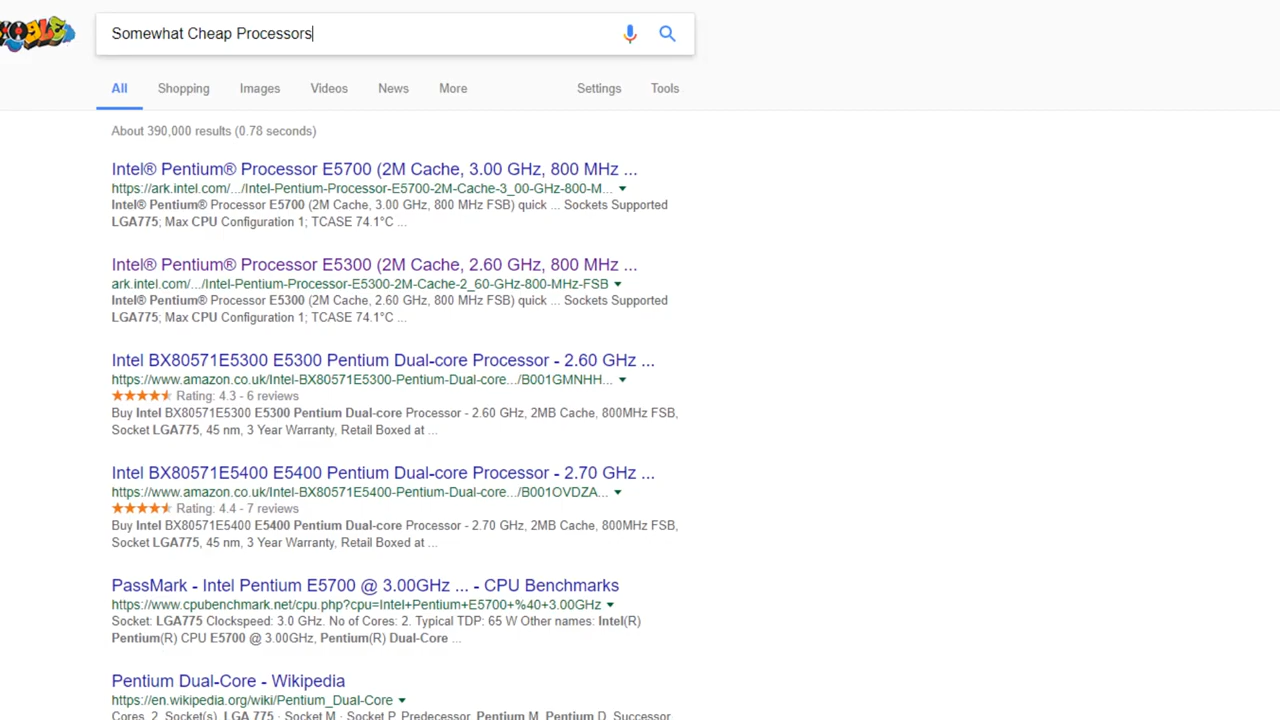 Somewhat Cheap Processors
All Shopping Images Videos News More Settings Tools
About 390,000 results (0.78 seconds)
Intel® Pentium® Processor E5700 (2M Cache, 3.00 GHz, 800 MHz ...
https://ark.intel.com/.../Intel-Pentium-Processor-E5700-2M-Cache-3_00-GHz-800-M...
Intel® Pentium® Processor E5700 (2M Cache, 3.00 GHz, 800 MHz FSB) quick ... Sockets Supported
LGA775; Max CPU Configuration 1; TCASE 74.1°C ...
Intel® Pentium® Processor E5300 (2M Cache, 2.60 GHz, 800 MHz ...
ark.intel.com/.../Intel-Pentium-Processor-E5300-2M-Cache-2_60-GHz-800-MHz-FSB
Intel® Pentium® Processor E5300 (2M Cache, 2.60 GHz, 800 MHz FSB) quick ... Sockets Supported
LGA775; Max CPU Configuration 1; TCASE 74.1°C ...
Intel BX80571E5300 E5300 Pentium Dual-core Processor - 2.60 GHz ...
https://www.amazon.co.uk/Intel-BX80571E5300-Pentium-Dual-core.../B001GMNHH...
Rating: 4.3 - 6 reviews
Buy Intel BX80571E5300 E5300 Pentium Dual-core Processor - 2.60 GHz, 2MB Cache, 800MHz FSB,
Socket LGA775, 45 nm, 3 Year Warranty, Retail Boxed at ...
Intel BX80571E5400 E5400 Pentium Dual-core Processor - 2.70 GHz ...
https://www.amazon.co.uk/Intel-BX80571E5400-Pentium-Dual-core.../B001OVDZA...
Rating: 4.4 - 7 reviews
Buy Intel BX80571E5400 E5400 Pentium Dual-core Processor - 2.70 GHz, 2MB Cache, 800MHz FSB,
Socket LGA775, 45 nm, 3 Year Warranty, Retail Boxed at ...
PassMark - Intel Pentium E5700 @ 3.00GHz ... - CPU Benchmarks
https://www.cpubenchmark.net/cpu.php?cpu=Intel+Pentium+E5700+%40+3.00GHz
Socket: LGA775 Clockspeed: 3.0 GHz. No of Cores: 2. Typical TDP: 65 W Other names: Intel(R)
Pentium(R) CPU E5700 @ 3.00GHz, Pentium(R) Dual-Core ...
Pentium Dual-Core - Wikipedia
https://en.wikipedia.org/wiki/Pentium_Dual-Core
Cores, 2. Socket(s), LGA 775 · Socket M · Socket P. Predecessor, Pentium M, Pentium D. Successor,